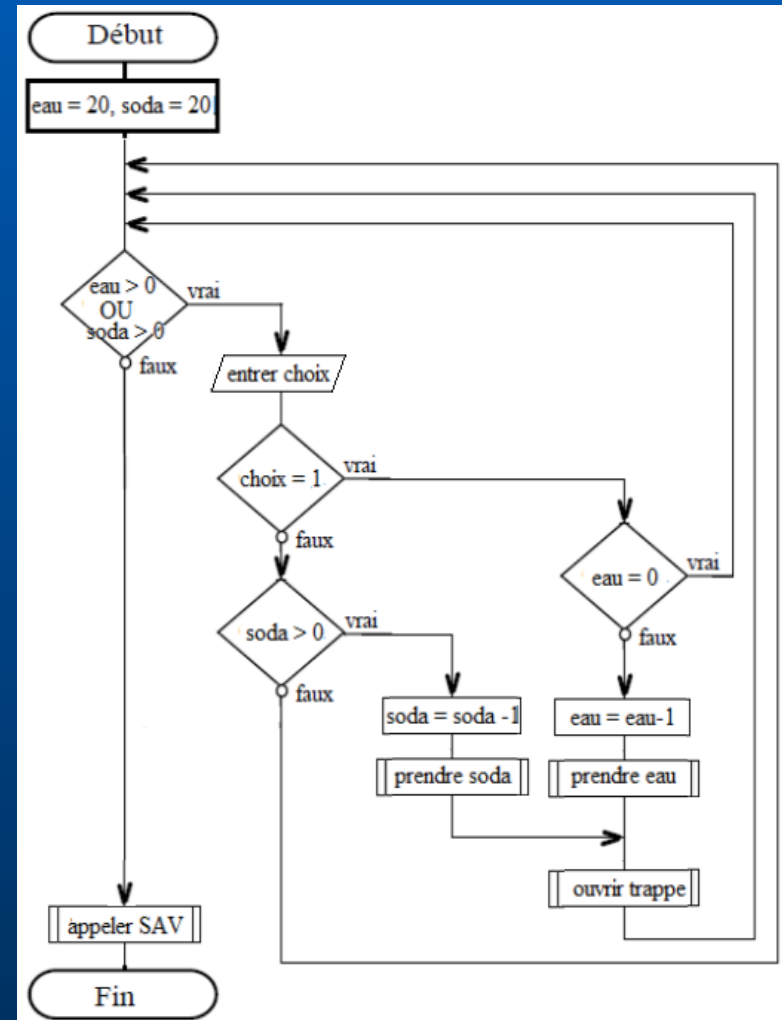 Début
eau = 20, soda = 20
eau > 0
OU
soda > 0
vrai
faux
entrer choix
choix = 1
vrai
faux
eau = 0
vrai
faux
soda > 0
vrai
faux
soda = soda -1
eau = eau-1
prendre soda
prendre eau
ouvrir trappe
appeler SAV
Fin